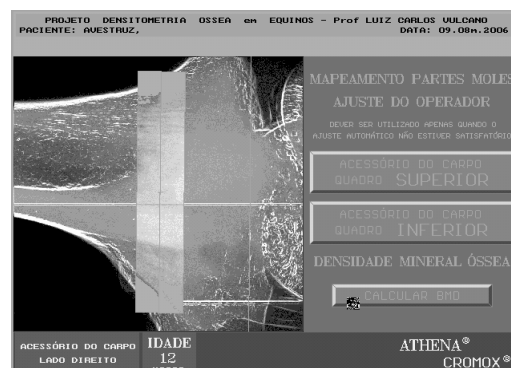 PROJETO DENSITOMETRIA OSSEA em EQUINOS - Prof LUIZ CARLOS VULCANO
PACIENTE: AVESTRUZ, DATA: 09.08m.2006
MAPEAMENTO PARTES MOLES
AJUSTE DO OPERADOR
DEVER SER UTILIZADO APENAS QUANDO O
AJUSTE AUTOMÁTICO NÃO ESTIVER SATISFATÓRIO
ACESSÓRIO DO CARPO
QUADRO SUPERIOR
ACESSÓRIO DO CARPO
QUADRO INFERIOR
DENSIDADE MINERAL ÓSSEA
CALCULAR BMD
ACESSÓRIO DO CARPO
LADO DIREITO
IDADE
12
ATHENA®
CROMOX®